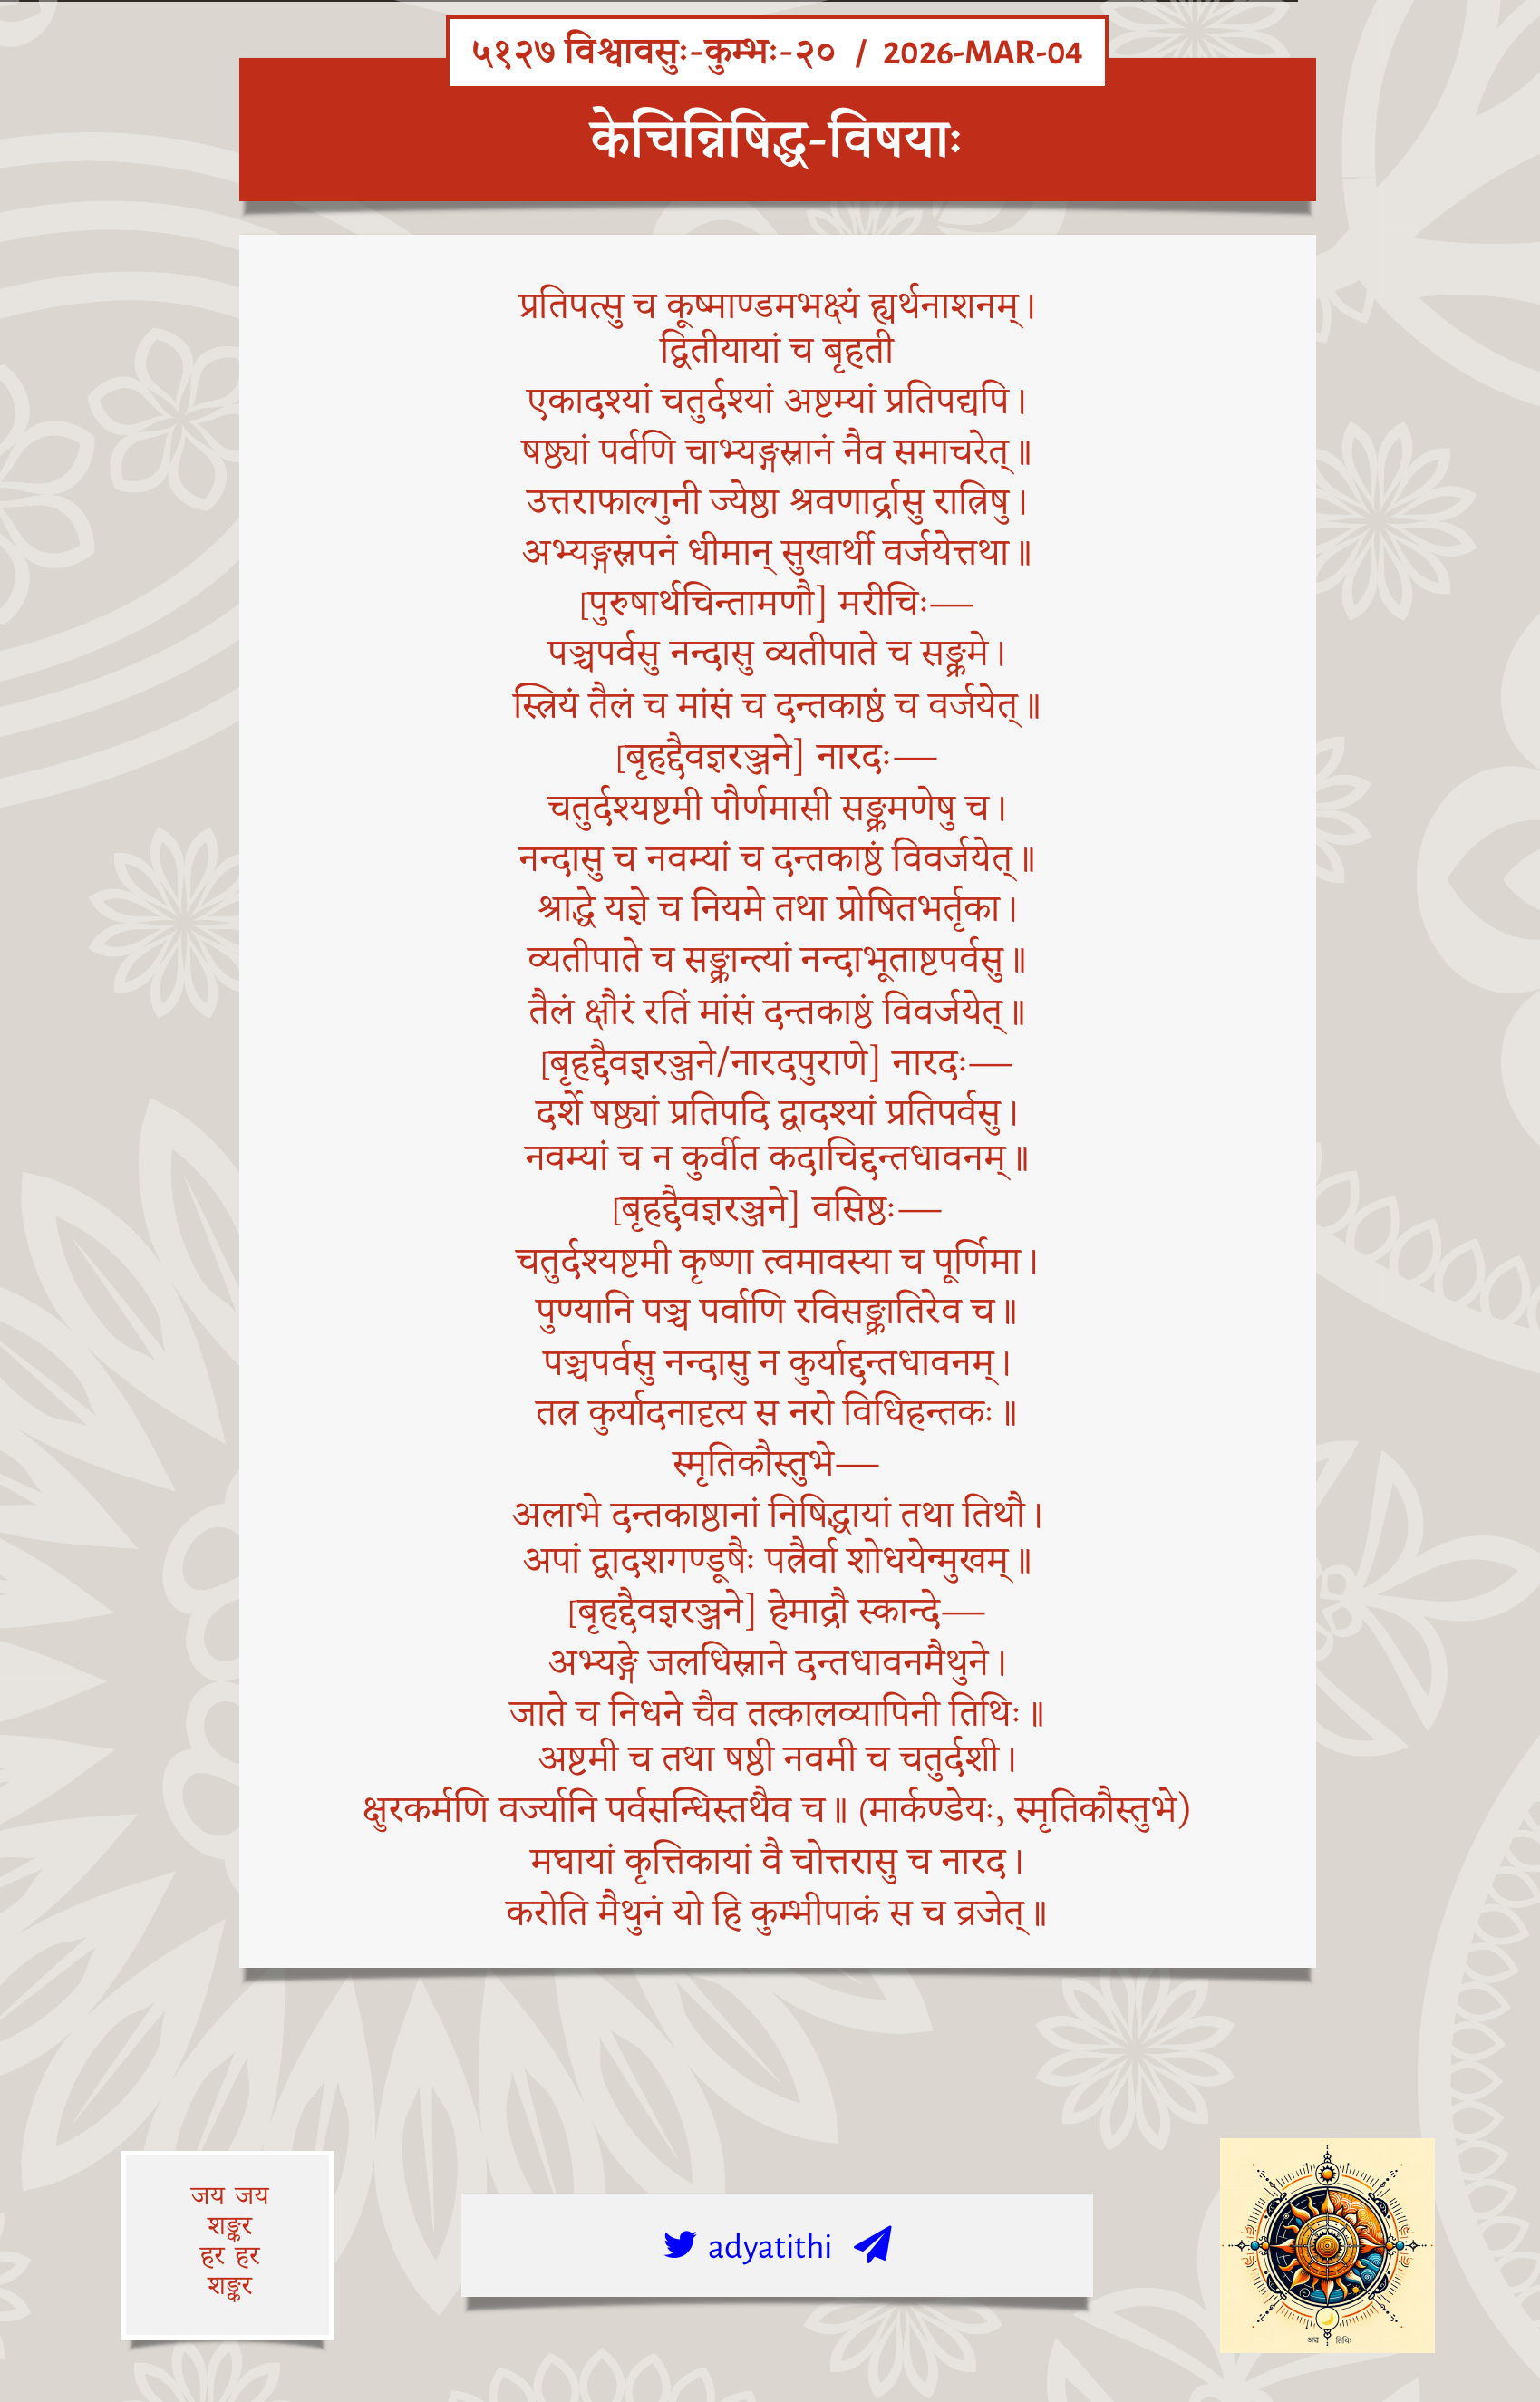 ५१२७ विश्वावसुः-कुम्भः-२० / 2026-MAR-04
केचिन्निषिद्ध-विषयाः
प्रतिपत्सु च कूष्माण्डमभक्ष्यं ह्यर्थनाशनम्।
द्वितीयायां च बृहती
एकादश्यां चतुर्दश्यां अष्टम्यां प्रतिपद्यपि।
षष्ठ्यां पर्वणि चाभ्यङ्गस्नानं नैव समाचरेत्॥
उत्तराफाल्गुनी ज्येष्ठा श्रवणार्द्रासु रात्रिषु।
अभ्यङ्गस्नपनं धीमान् सुखार्थी वर्जयेत्तथा॥
[पुरुषार्थचिन्तामणौ] मरीचिः—
पञ्चपर्वसु नन्दासु व्यतीपाते च सङ्क्रमे।
स्त्रियं तैलं च मांसं च दन्तकाष्ठं च वर्जयेत्॥
[बृहद्दैवज्ञरञ्जने] नारदः—
चतुर्दश्यष्टमी पौर्णमासी सङ्क्रमणेषु च।
नन्दासु च नवम्यां च दन्तकाष्ठं विवर्जयेत्॥
श्राद्धे यज्ञे च नियमे तथा प्रोषितभर्तृका।
व्यतीपाते च सङ्क्रान्त्यां नन्दाभूताष्टपर्वसु॥
तैलं क्षौरं रतिं मांसं दन्तकाष्ठं विवर्जयेत्॥
[बृहद्दैवज्ञरञ्जने/नारदपुराणे] नारदः—
दर्शे षष्ठ्यां प्रतिपदि द्वादश्यां प्रतिपर्वसु।
नवम्यां च न कुर्वीत कदाचिद्दन्तधावनम्॥
[बृहद्दैवज्ञरञ्जने] वसिष्ठः—
चतुर्दश्यष्टमी कृष्णा त्वमावस्या च पूर्णिमा।
पुण्यानि पञ्च पर्वाणि रविसङ्क्रातिरेव च॥
पञ्चपर्वसु नन्दासु न कुर्याद्दन्तधावनम्।
तत्र कुर्यादनादृत्य स नरो विधिहन्तकः॥
स्मृतिकौस्तुभे—
अलाभे दन्तकाष्ठानां निषिद्धायां तथा तिथौ।
अपां द्वादशगण्डूषैः पत्रैर्वा शोधयेन्मुखम्॥
[बृहद्दैवज्ञरञ्जने] हेमाद्रौ स्कान्दे—
अभ्यङ्गे जलधिस्नाने दन्तधावनमैथुने।
जाते च निधने चैव तत्कालव्यापिनी तिथिः॥
अष्टमी च तथा षष्ठी नवमी च चतुर्दशी।
क्षुरकर्मणि वर्ज्यानि पर्वसन्धिस्तथैव च॥ (मार्कण्डेयः, स्मृतिकौस्तुभे)
मघायां कृत्तिकायां वै चोत्तरासु च नारद।
करोति मैथुनं यो हि कुम्भीपाकं स च व्रजेत्॥
जय जय
शङ्कर
हर हर
शङ्कर
adyatithi
अद्य तिथिः